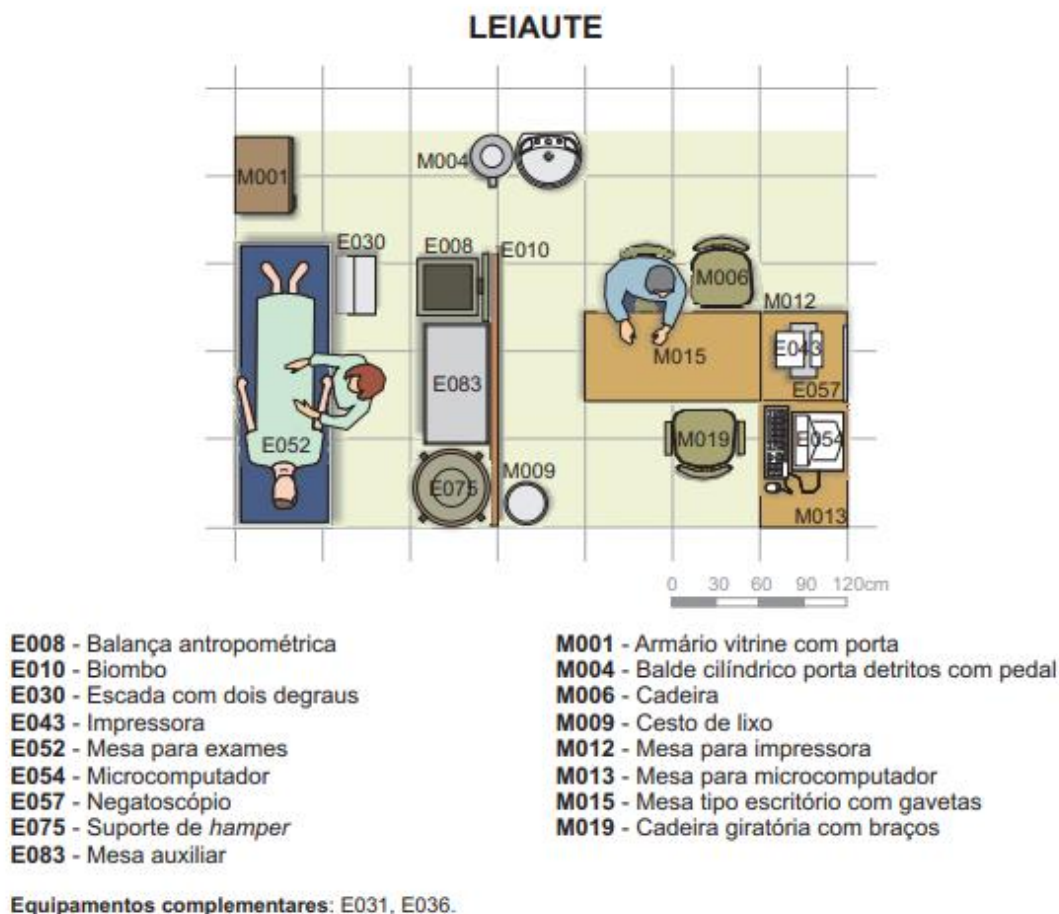 LEIAUTE
M001
M004
E030
E008
E010
M006
M012
E043
M015
E057
E083
E052
M019
E054
E075
M009
M013
0 30 60 90 120cm
E008 - Balança antropométrica
E010 - Biombo
E030 - Escada com dois degraus
E043 - Impressora
E052 - Mesa para exames
E054 - Microcomputador
E057 - Negatoscópio
E075 - Suporte de hamper
E083 - Mesa auxiliar
M001 - Armário vitrine com porta
M004 - Balde cilíndrico porta detritos com pedal
M006 - Cadeira
M009 - Cesto de lixo
M012 - Mesa para impressora
M013 - Mesa para microcomputador
M015 - Mesa tipo escritório com gavetas
M019 - Cadeira giratória com braços
Equipamentos complementares: E031, E036.